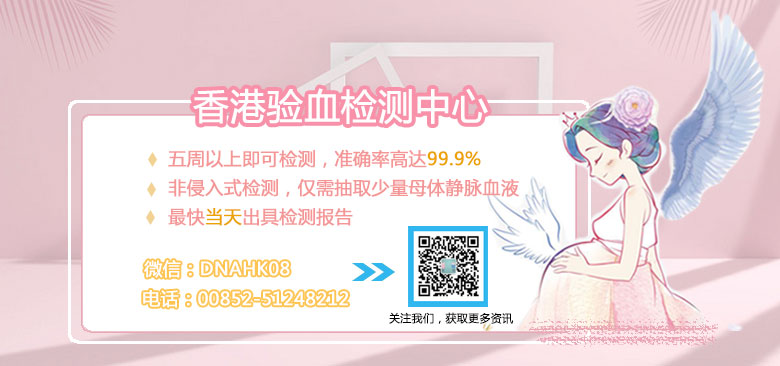 香港验血检测中心
五周以上即可检测，准确率高达99.9%
非侵入式检测，仅需抽取少量母体静脉血液
最快当天出具检测报告
微信：DNAHK08
电话：00852-51248212
关注我们，获取更多资讯